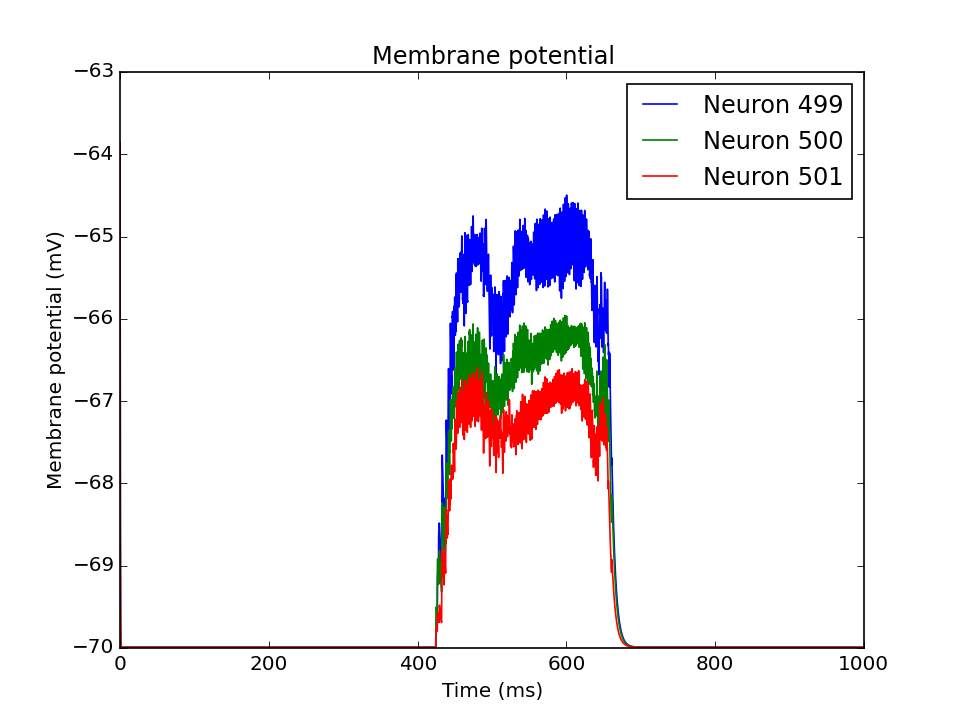 Membrane potential
Neuron 499
Neuron 500
Neuron 501
Membrane potential (mV)
−63
−64
−65
−66
−67
−68
−69
−70
0 200 400 600 800 1000
Time (ms)